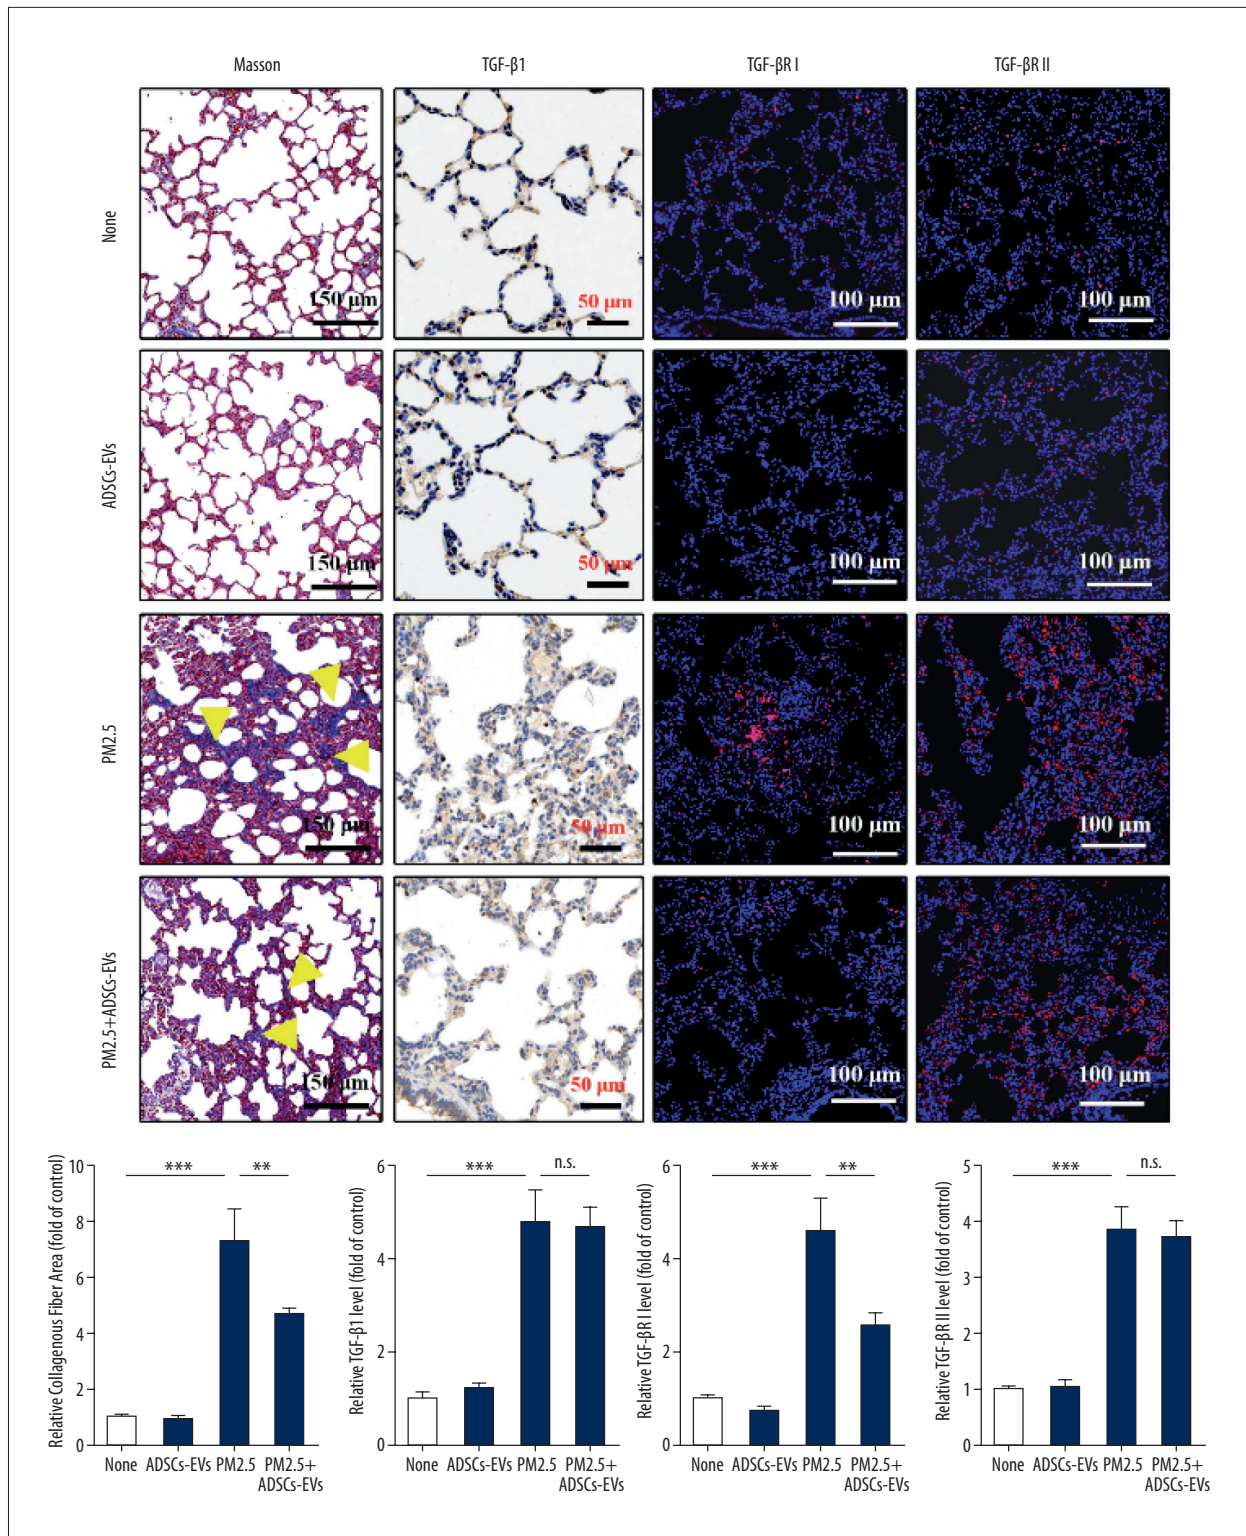 Masson TGF-β1 TGF-βR I TGF-βR II
None
150 µm 50 µm 100 µm 100 µm
ADSCs-EVs
150 µm 50 µm 100 µm 100 µm
PM2.5
150 µm 50 µm 100 µm 100 µm
PM2.5+ADSCs-EVs
150 µm 50 µm 100 µm 100 µm
Relative Collagenous Fiber Area (fold of control)
10
8
6
4
2
0
*** **
None ADSCs-EVs PM2.5 PM2.5+
ADSCs-EVs
Relative TGF-β1 level (fold of control)
6
4
2
0
*** n.s.
None ADSCs-EVs PM2.5 PM2.5+
ADSCs-EVs
Relative TGF-βR I level (fold of control)
6
4
2
0
*** **
None ADSCs-EVs PM2.5 PM2.5+
ADSCs-EVs
Relative TGF-βR II level (fold of control)
5
4
3
2
1
0
*** n.s.
None ADSCs-EVs PM2.5 PM2.5+
ADSCs-EVs